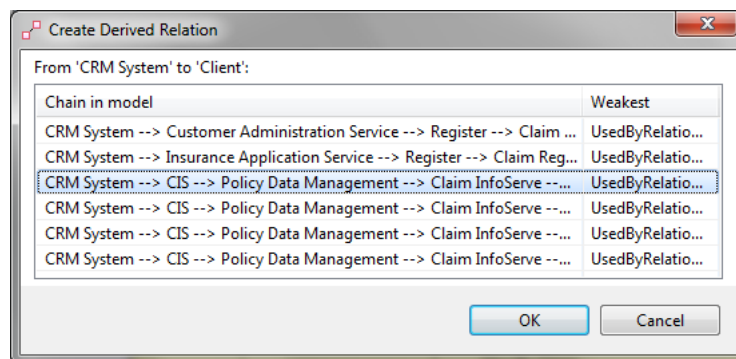 Create Derived Relation
From 'CRM System' to 'Client':
Chain in model Weakest
CRM System --> Customer Administration Service --> Register --> Claim ... UsedByRelatio...
CRM System --> Insurance Application Service --> Register --> Claim Reg... UsedByRelatio...
CRM System --> CIS --> Policy Data Management --> Claim InfoServe --... UsedByRelatio...
CRM System --> CIS --> Policy Data Management --> Claim InfoServe --... UsedByRelatio...
CRM System --> CIS --> Policy Data Management --> Claim InfoServe --... UsedByRelatio...
CRM System --> CIS --> Policy Data Management --> Claim InfoServe --... UsedByRelatio...
OK Cancel